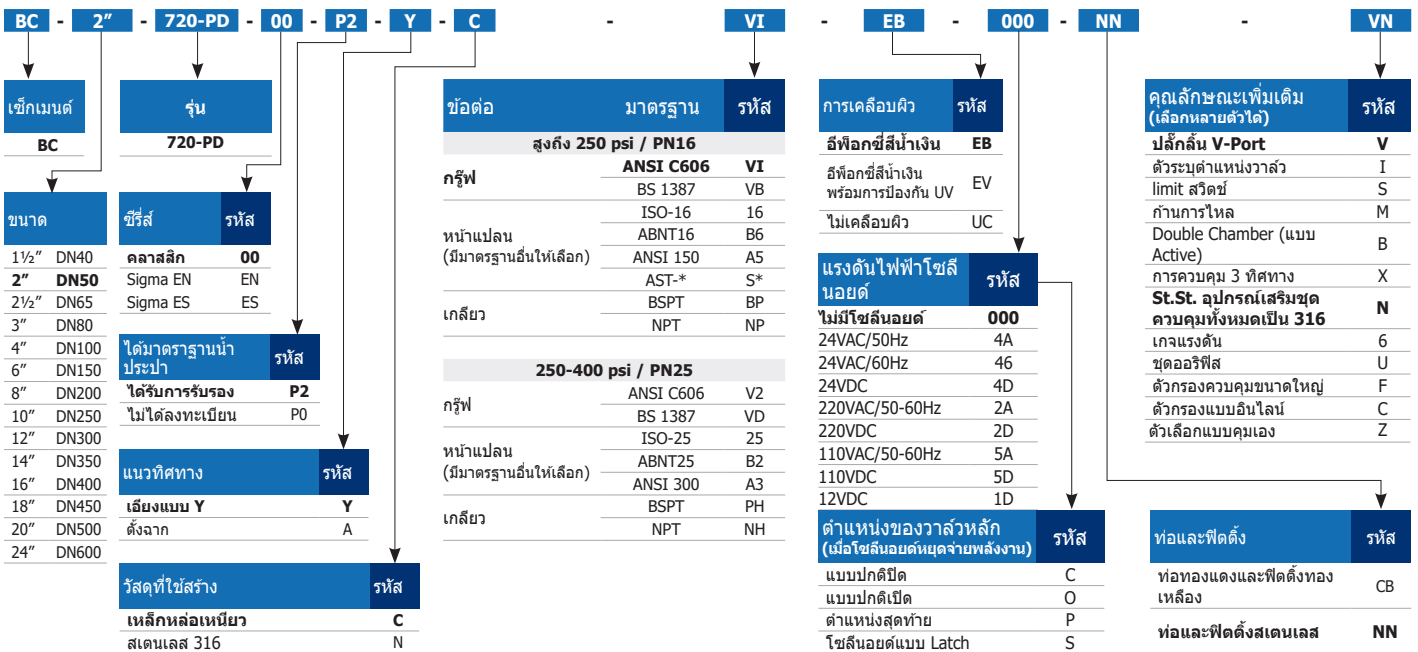 BC - 2" - 720-PD - 00 - P2 - Y - C - VI - EB - 000 - NN - VN
เซ็กเมนต์
BC
รุ่น
720-PD
ขนาด
1½" DN40
2" DN50
2½" DN65
3" DN80
4" DN100
6" DN150
8" DN200
10" DN250
12" DN300
14" DN350
16" DN400
18" DN450
20" DN500
24" DN600
ซีรี่ส์ รหัส
คลาสสิก 00
Sigma EN EN
Sigma ES ES
ได้มาตราฐานน้ำ
ประปา รหัส
ได้รับการรับรอง P2
ไม่ได้ลงทะเบียน P0
แนวทิศทาง รหัส
เอียงแบบ Y Y
ตั้งฉาก A
วัสดุที่ใช้สร้าง รหัส
เหล็กหล่อเหนียว C
สเตนเลส 316 N
ข้อต่อ มาตรฐาน รหัส
สูงถึง 250 psi / PN16
กรู๊ฟ
ANSI C606 VI
BS 1387 VB
หน้าแปลน
(มีมาตรฐานอื่นให้เลือก)
ISO-16 16
ABNT16 B6
ANSI 150 A5
AST-* S*
เกลียว
BSPT BP
NPT NP
250-400 psi / PN25
กรู๊ฟ
ANSI C606 V2
BS 1387 VD
หน้าแปลน
(มีมาตรฐานอื่นให้เลือก)
ISO-25 25
ABNT25 B2
ANSI 300 A3
เกลียว
BSPT PH
NPT NH
การเคลือบผิว รหัส
อีพ็อกซี่สีน้ำเงิน EB
อีพ็อกซี่สีน้ำเงิน
พร้อมการป้องกัน UV EV
ไม่เคลือบผิว UC
แรงดันไฟฟ้าโซลี
นอยด์ รหัส
ไม่มีโซลีนอยด์ 000
24VAC/50Hz 4A
24VAC/60Hz 46
24VDC 4D
220VAC/50-60Hz 2A
220VDC 2D
110VAC/50-60Hz 5A
110VDC 5D
12VDC 1D
ตำแหน่งของวาล์วหลัก รหัส
(เมื่อโซลีนอยด์หยุดจ่ายพลังงาน)
แบบปกติปิด C
แบบปกติเปิด O
ตำแหน่งสุดท้าย P
โซลีนอยด์แบบ Latch S
คุณลักษณะเพิ่มเติม รหัส
(เลือกหลายตัวได้)
ปลั๊กลิ้น V-Port V
ตัวระบุตำแหน่งวาล์ว I
limit สวิตช์ S
ก้านการไหล M
Double Chamber (แบบ
Active) B
การควบคุม 3 ทิศทาง X
St.St. อุปกรณ์เสริมชุด
ควบคุมทั้งหมดเป็น 316 N
เกจแรงดัน 6
ชุดออริฟีส U
ตัวกรองควบคุมขนาดใหญ่ F
ตัวกรองแบบอินไลน์ C
ตัวเลือกแบบคุมเอง Z
ท่อและฟิตติ้ง รหัส
ท่อทองแดงและฟิตติ้งทอง
เหลือง CB
ท่อและฟิตติ้งสเตนเลส NN